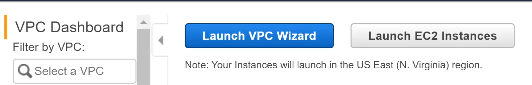 VPC Dashboard
Filter by VPC:
Select a VPC
Launch VPC Wizard
Launch EC2 Instances
Note: Your Instances will launch in the US East (N. Virginia) region.